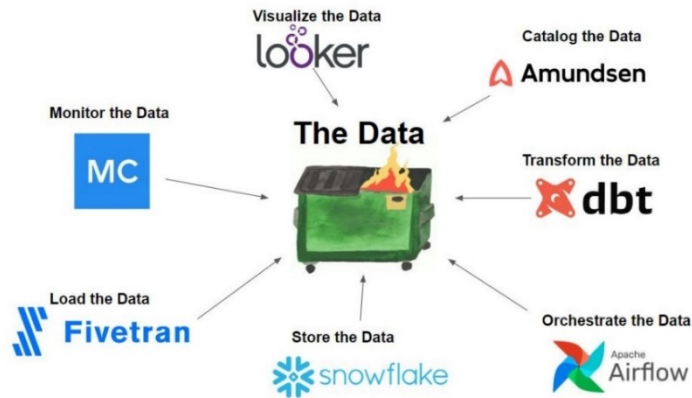 Visualize the Data
looker
Catalog the Data
Amundsen
Monitor the Data
MC
The Data
Transform the Data
dbt
Load the Data
Fivetran
Store the Data
snowflake
Orchestrate the Data
Apache
Airflow